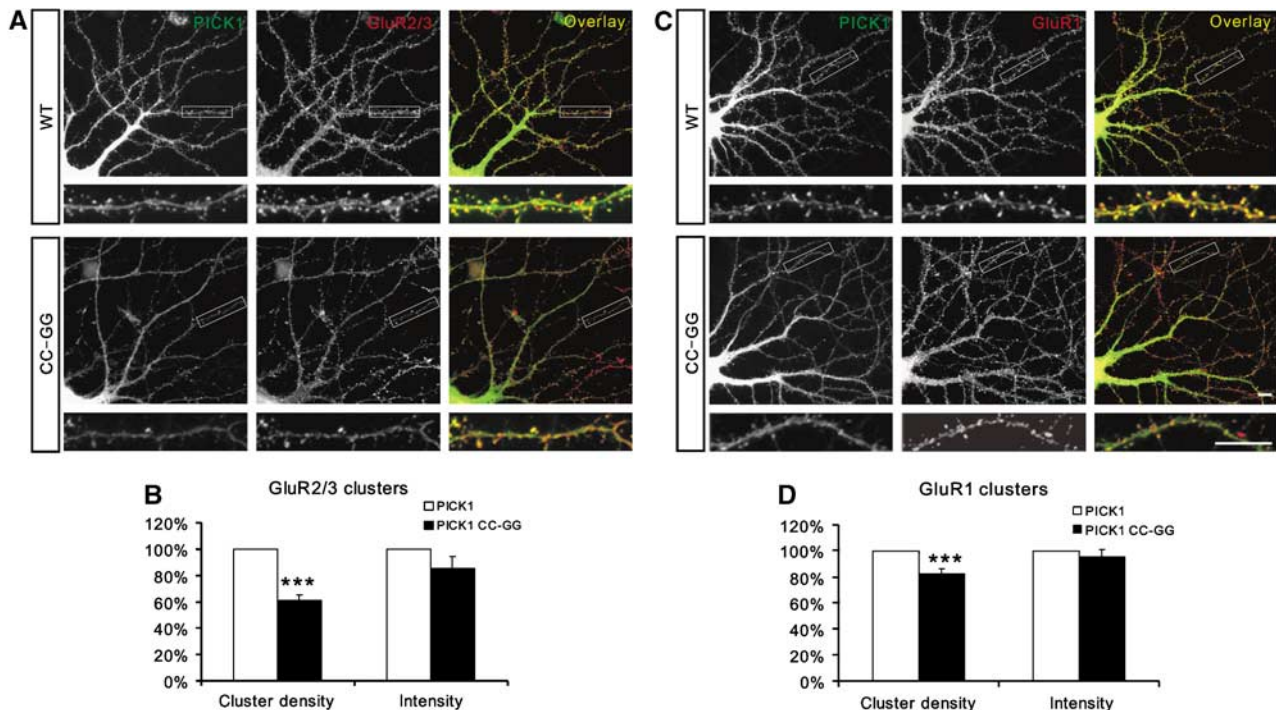 A
PICK1
GluR2/3
Overlay
WT
CC-GG
B
GluR2/3 clusters
PICK1
PICK1 CC-GG
120%
100%
80%
60%
40%
20%
0%
***
Cluster density
Intensity
C
PICK1
GluR1
Overlay
WT
CC-GG
D
GluR1 clusters
PICK1
PICK1 CC-GG
120%
100%
80%
60%
40%
20%
0%
***
Cluster density
Intensity